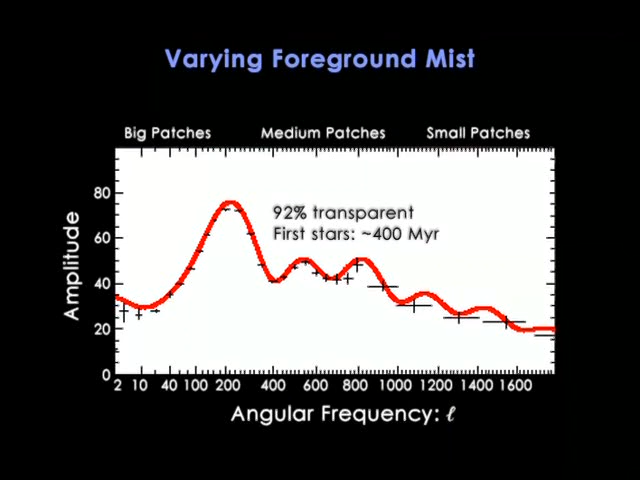 Varying Foreground Mist
Big Patches Medium Patches Small Patches
92% transparent
First stars: ~400 Myr
Amplitude
80
60
40
20
0
2 10 40 100 200 400 600 800 1000 1200 1400 1600
Angular Frequency: ℓ